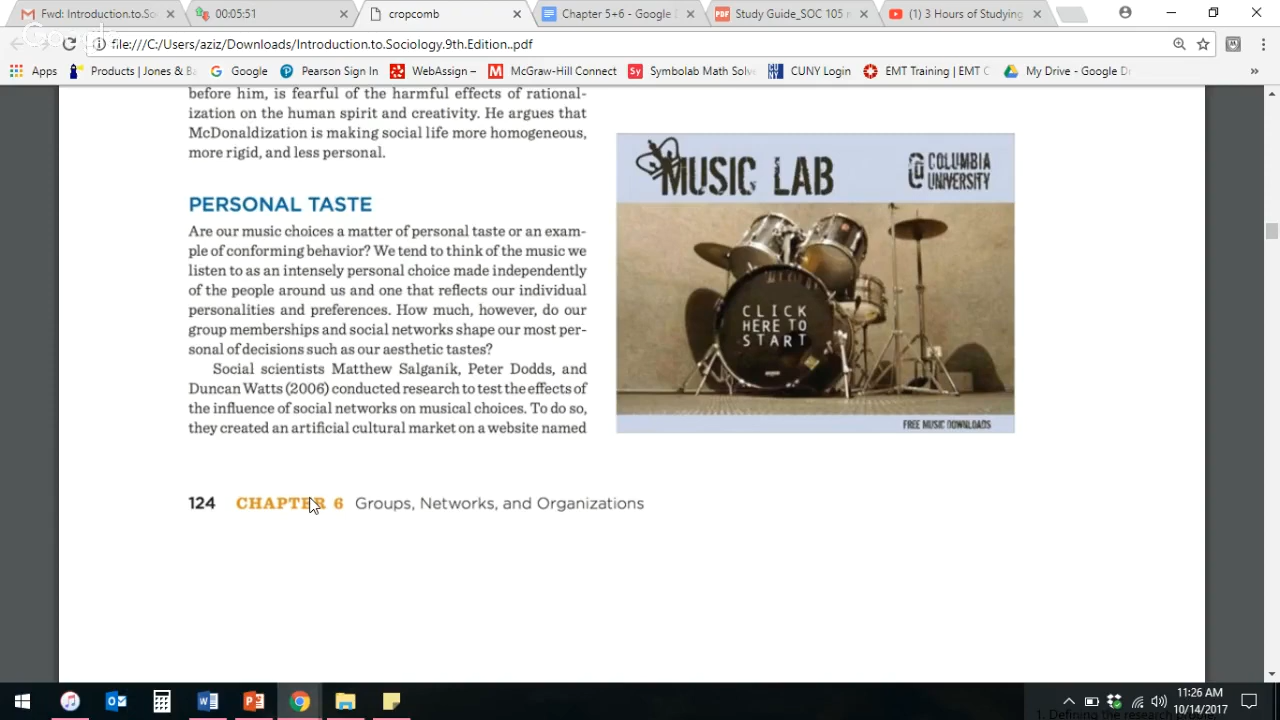 Fwd: Introduction.to.So
00:05:51
cropcomb
Chapter 5+6 - Google
Study Guide_SOC 105
(1) 3 Hours of Studying
Google
file:///C:/Users/aziz/Downloads/Introduction.to.Sociology.9th.Edition..pdf
Apps
Products | Jones & Ba
Google
Person Sign In
WebAssign –
McGraw-Hill Connect
Symbolab Math Solv
CUNY Login
EMT Training | EMT C
My Drive - Google Dr
»
before him, is fearful of the harmful effects of rational-
ization on the human spirit and creativity. He argues that
McDonaldization is making social life more homogeneous,
more rigid, and less personal.
PERSONAL TASTE
Are our music choices a matter of personal taste or an exam-
ple of conforming behavior? We tend to think of the music we
listen to as an intensely personal choice made independently
of the people around us and one that reflects our individual
personalities and preferences. How much, however, do our
group memberships and social networks shape our most per-
sonal of decisions such as our aesthetic tastes?
Social scientists Matthew Salganik, Peter Dodds, and
Duncan Watts (2006) conducted research to test the effects of
the influence of social networks on musical choices. To do so,
they created an artificial cultural market on a website named
MUSIC LAB
@ COLUMBIA
UNIVERSITY
CLICK
HERE TO
START
FREE MUSIC DOWNLOADS
124 CHAPTER 6 Groups, Networks, and Organizations
11:26 AM
10/14/2017
1. Defining the research